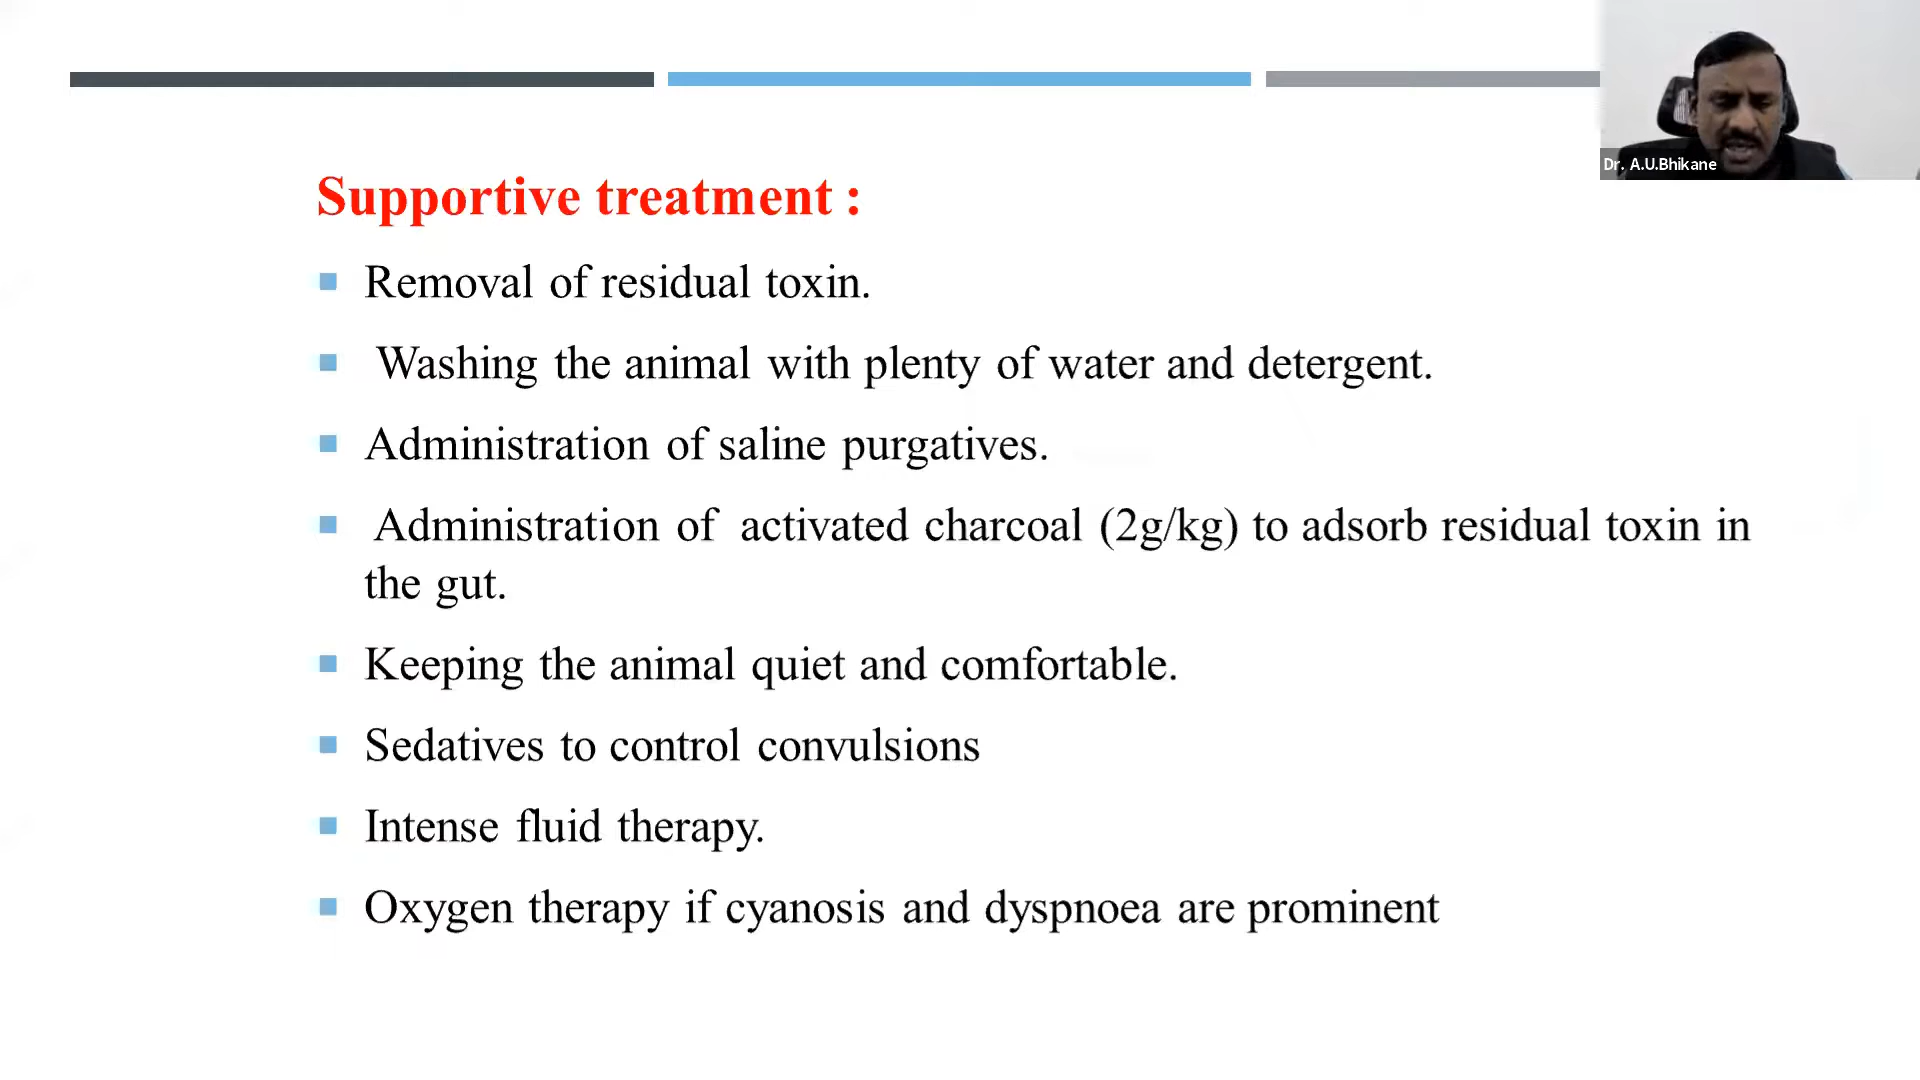 Dr. A.U.Bhikane
Supportive treatment :
Removal of residual toxin.
Washing the animal with plenty of water and detergent.
Administration of saline purgatives.
Administration of activated charcoal (2g/kg) to adsorb residual toxin in
the gut.
Keeping the animal quiet and comfortable.
Sedatives to control convulsions
Intense fluid therapy.
Oxygen therapy if cyanosis and dyspnoea are prominent